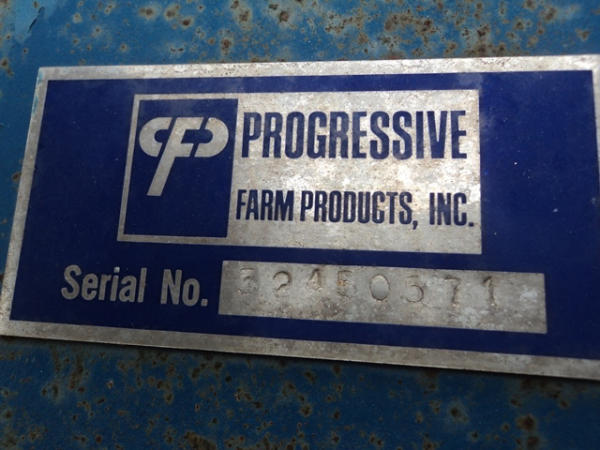 PROGRESSIVE
FARM PRODUCTS, INC.
Serial No.